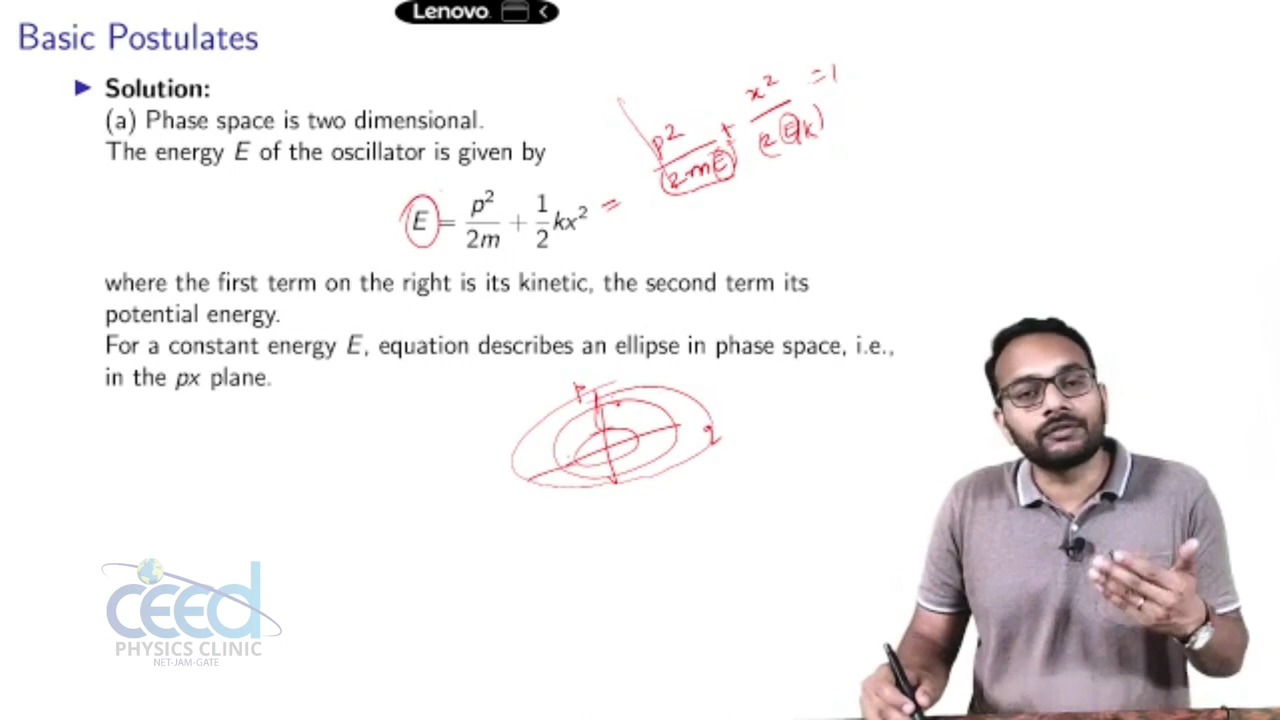 Lenovo
Basic Postulates
▶ Solution:
(a) Phase space is two dimensional.
The energy E of the oscillator is given by
E = p²/2m + 1/2 kx² =
p²/(2mE) + x²/(2E/k) = 1
where the first term on the right is its kinetic, the second term its
potential energy.
For a constant energy E, equation describes an ellipse in phase space, i.e.,
in the px plane.
p
q
ceed
PHYSICS CLINIC
NET-JAM-GATE